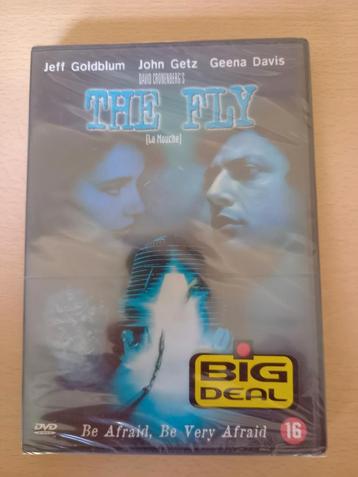 Jeff Goldblum John Getz Geena Davis
DAVID CRONENBERG'S
THE FLY
(La Mouche)
BIG
DEAL
DVD
VIDEO
Be Afraid, Be Very Afraid
16